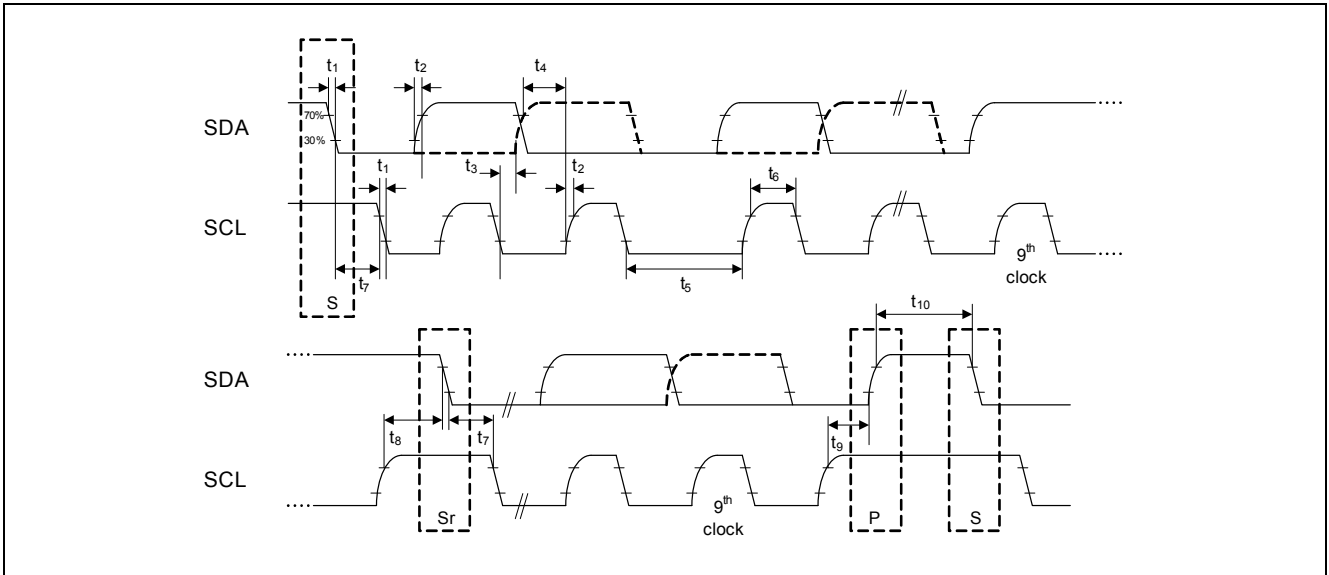 t1 t2 t4
70%
SDA
30%
t1 t3 t2 t6
SCL
9th
clock
t7 t5
S
t10
SDA
t8 t7 t9
SCL
9th
clock
Sr P S